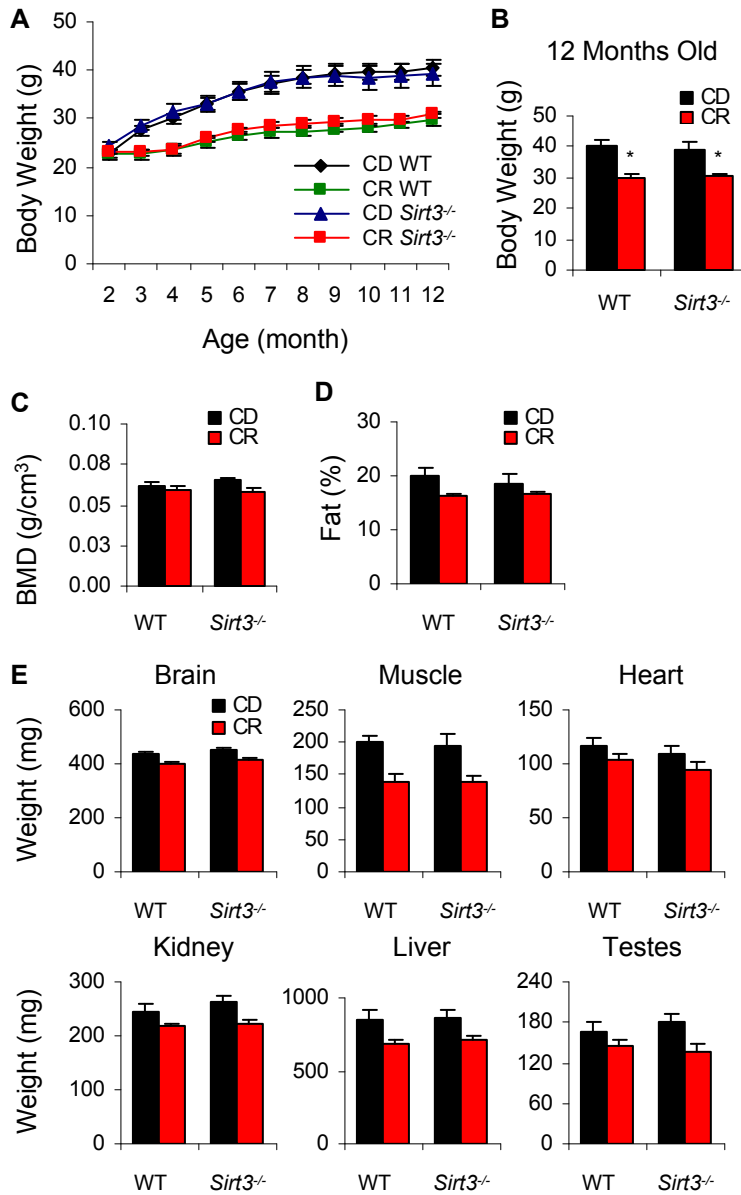 A
Body Weight (g)
50
40
30
20
10
0
CD WT
CR WT
CD Sirt3-/-
CR Sirt3-/-
2 3 4 5 6 7 8 9 10 11 12
Age (month)
B
12 Months Old
Body Weight (g)
50
40
30
20
10
0
CD
CR
* *
WT Sirt3-/-
C
BMD (g/cm3)
0.10
0.08
0.05
0.03
0.00
CD
CR
WT Sirt3-/-
D
Fat (%)
30
20
10
0
CD
CR
WT Sirt3-/-
E
Brain
Weight (mg)
600
400
200
0
CD
CR
WT Sirt3-/-
Muscle
250
200
150
100
50
0
WT Sirt3-/-
Heart
150
100
50
0
WT Sirt3-/-
Kidney
Weight (mg)
300
200
100
0
WT Sirt3-/-
Liver
1000
500
0
WT Sirt3-/-
Testes
240
180
120
60
0
WT Sirt3-/-